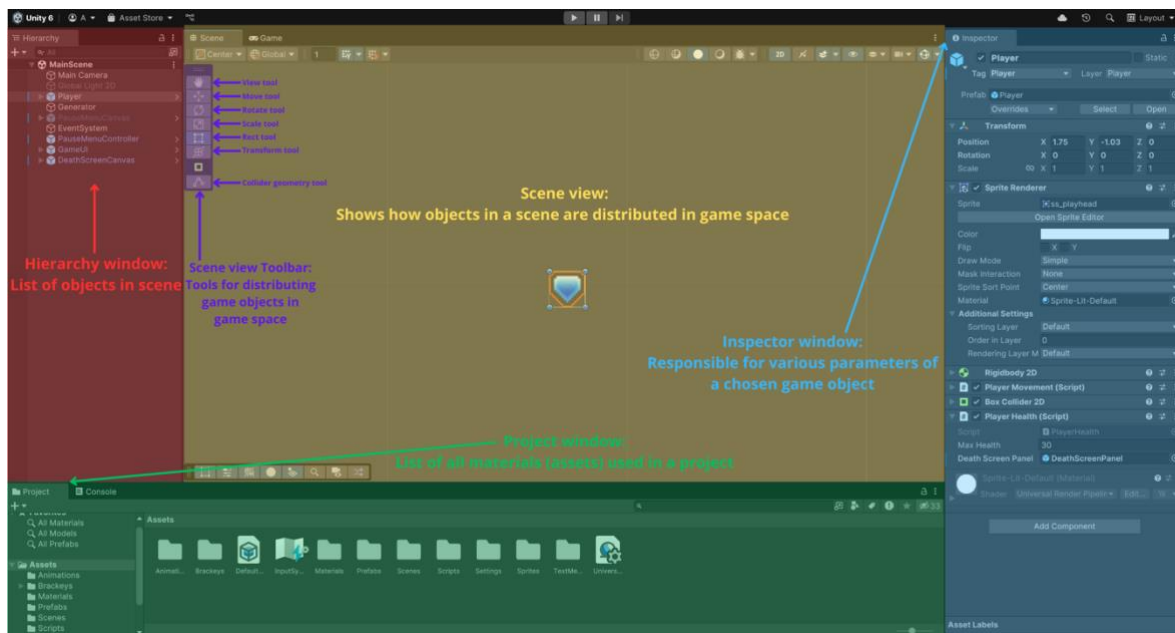 Unity 6 A Asset Store Layout
Hierarchy
All
MainScene
Main Camera
Global Light 2D
Player
Generator
PauseMenuCanvas
EventSystem
PauseMenuController
GameUI
DeathScreenCanvas
Hierarchy window:
List of objects in scene
Scene Game
Center Global 1 2D
View tool
Move tool
Rotate tool
Scale tool
Rect tool
Transform tool
Collider geometry tool
Scene view Toolbar:
Tools for distributing
game objects in
game space
Scene view:
Shows how objects in a scene are distributed in game space
Inspector window:
Responsible for various parameters of
a chosen game object
Project window:
List of all materials (assets) used in a project
Inspector
Player Static
Tag Player Layer Player
Prefab Player
Overrides Select Open
Transform
Position X 1.75 Y -1.03 Z 0
Rotation X 0 Y 0 Z 0
Scale X 1 Y 1 Z 1
Sprite Renderer
Sprite ss_playhead
Open Sprite Editor
Color
Flip X Y
Draw Mode Simple
Mask Interaction None
Sprite Sort Point Center
Material Sprite-Lit-Default
Additional Settings
Sorting Layer Default
Order in Layer 0
Rendering Layer M Default
Rigidbody 2D
Player Movement (Script)
Box Collider 2D
Player Health (Script)
Script PlayerHealth
Max Health 30
Death Screen Panel DeathScreenPanel
Sprite-Lit-Default (Material)
Shader Universal Render Pipelin Edit...
Add Component
Asset Labels
Project Console
33
Favorites
All Materials
All Models
All Prefabs
Assets
Animations
Brackeys
Materials
Prefabs
Scenes
Scripts
Assets
Animati... Brackeys Default... InputSy... Materials Prefabs Scenes Scripts Settings Sprites TextMe... Univers...